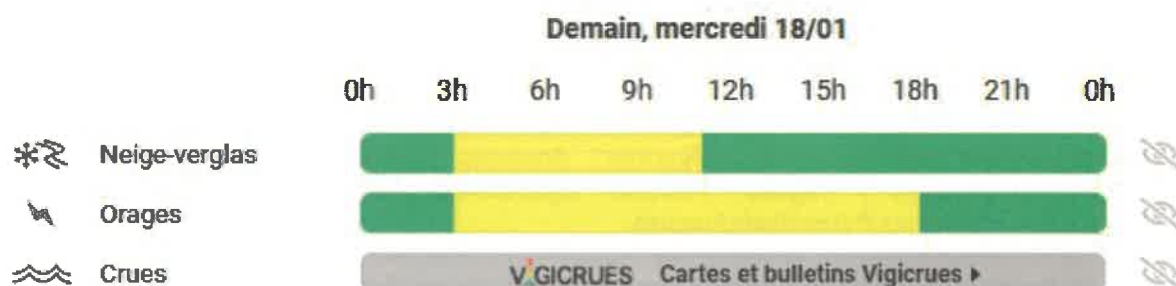 Demain, mercredi 18/01
0h 3h 6h 9h 12h 15h 18h 21h 0h
Neige-verglas
Orages
Crues VIGICRUES Cartes et bulletins Vigicrues